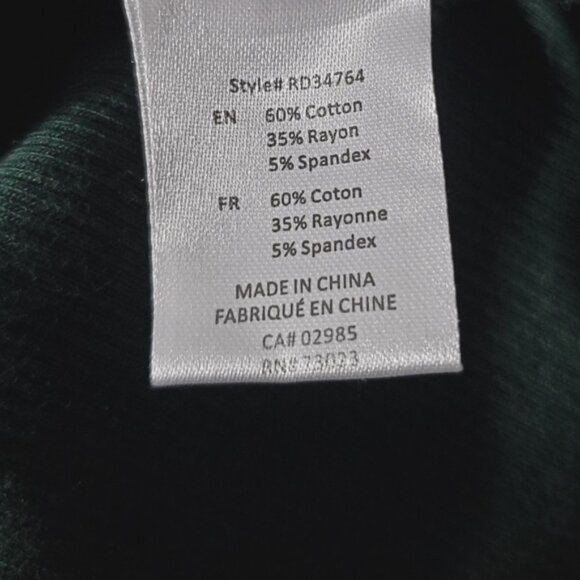 Style# RD34764
EN 60% Cotton
35% Rayon
5% Spandex
FR 60% Coton
35% Rayonne
5% Spandex
MADE IN CHINA
FABRIQUÉ EN CHINE
CA# 02985
RN# 73023